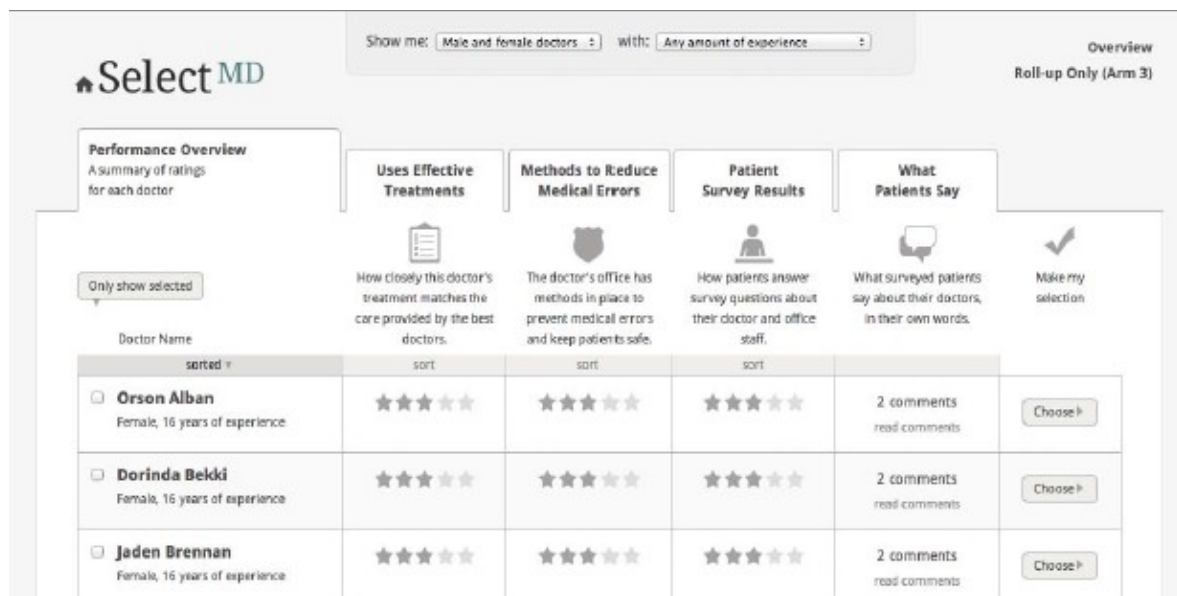 Show me: Male and female doctors with: Any amount of experience
Overview
Roll-up Only (Arm 3)
Select MD
Performance Overview
A summary of ratings
for each doctor
Uses Effective
Treatments
Methods to Reduce
Medical Errors
Patient
Survey Results
What
Patients Say
Only show selected
Doctor Name
How closely this doctor's
treatment matches the
care provided by the best
doctors.
The doctor's office has
methods in place to
prevent medical errors
and keep patients safe.
How patients answer
survey questions about
their doctor and office
staff.
What surveyed patients
say about their doctors,
in their own words.
Make my
selection
sorted sort sort sort
Orson Alban
Female, 16 years of experience
2 comments
read comments
Choose
Dorinda Bekki
Female, 16 years of experience
2 comments
read comments
Choose
Jaden Brennan
Female, 16 years of experience
2 comments
read comments
Choose